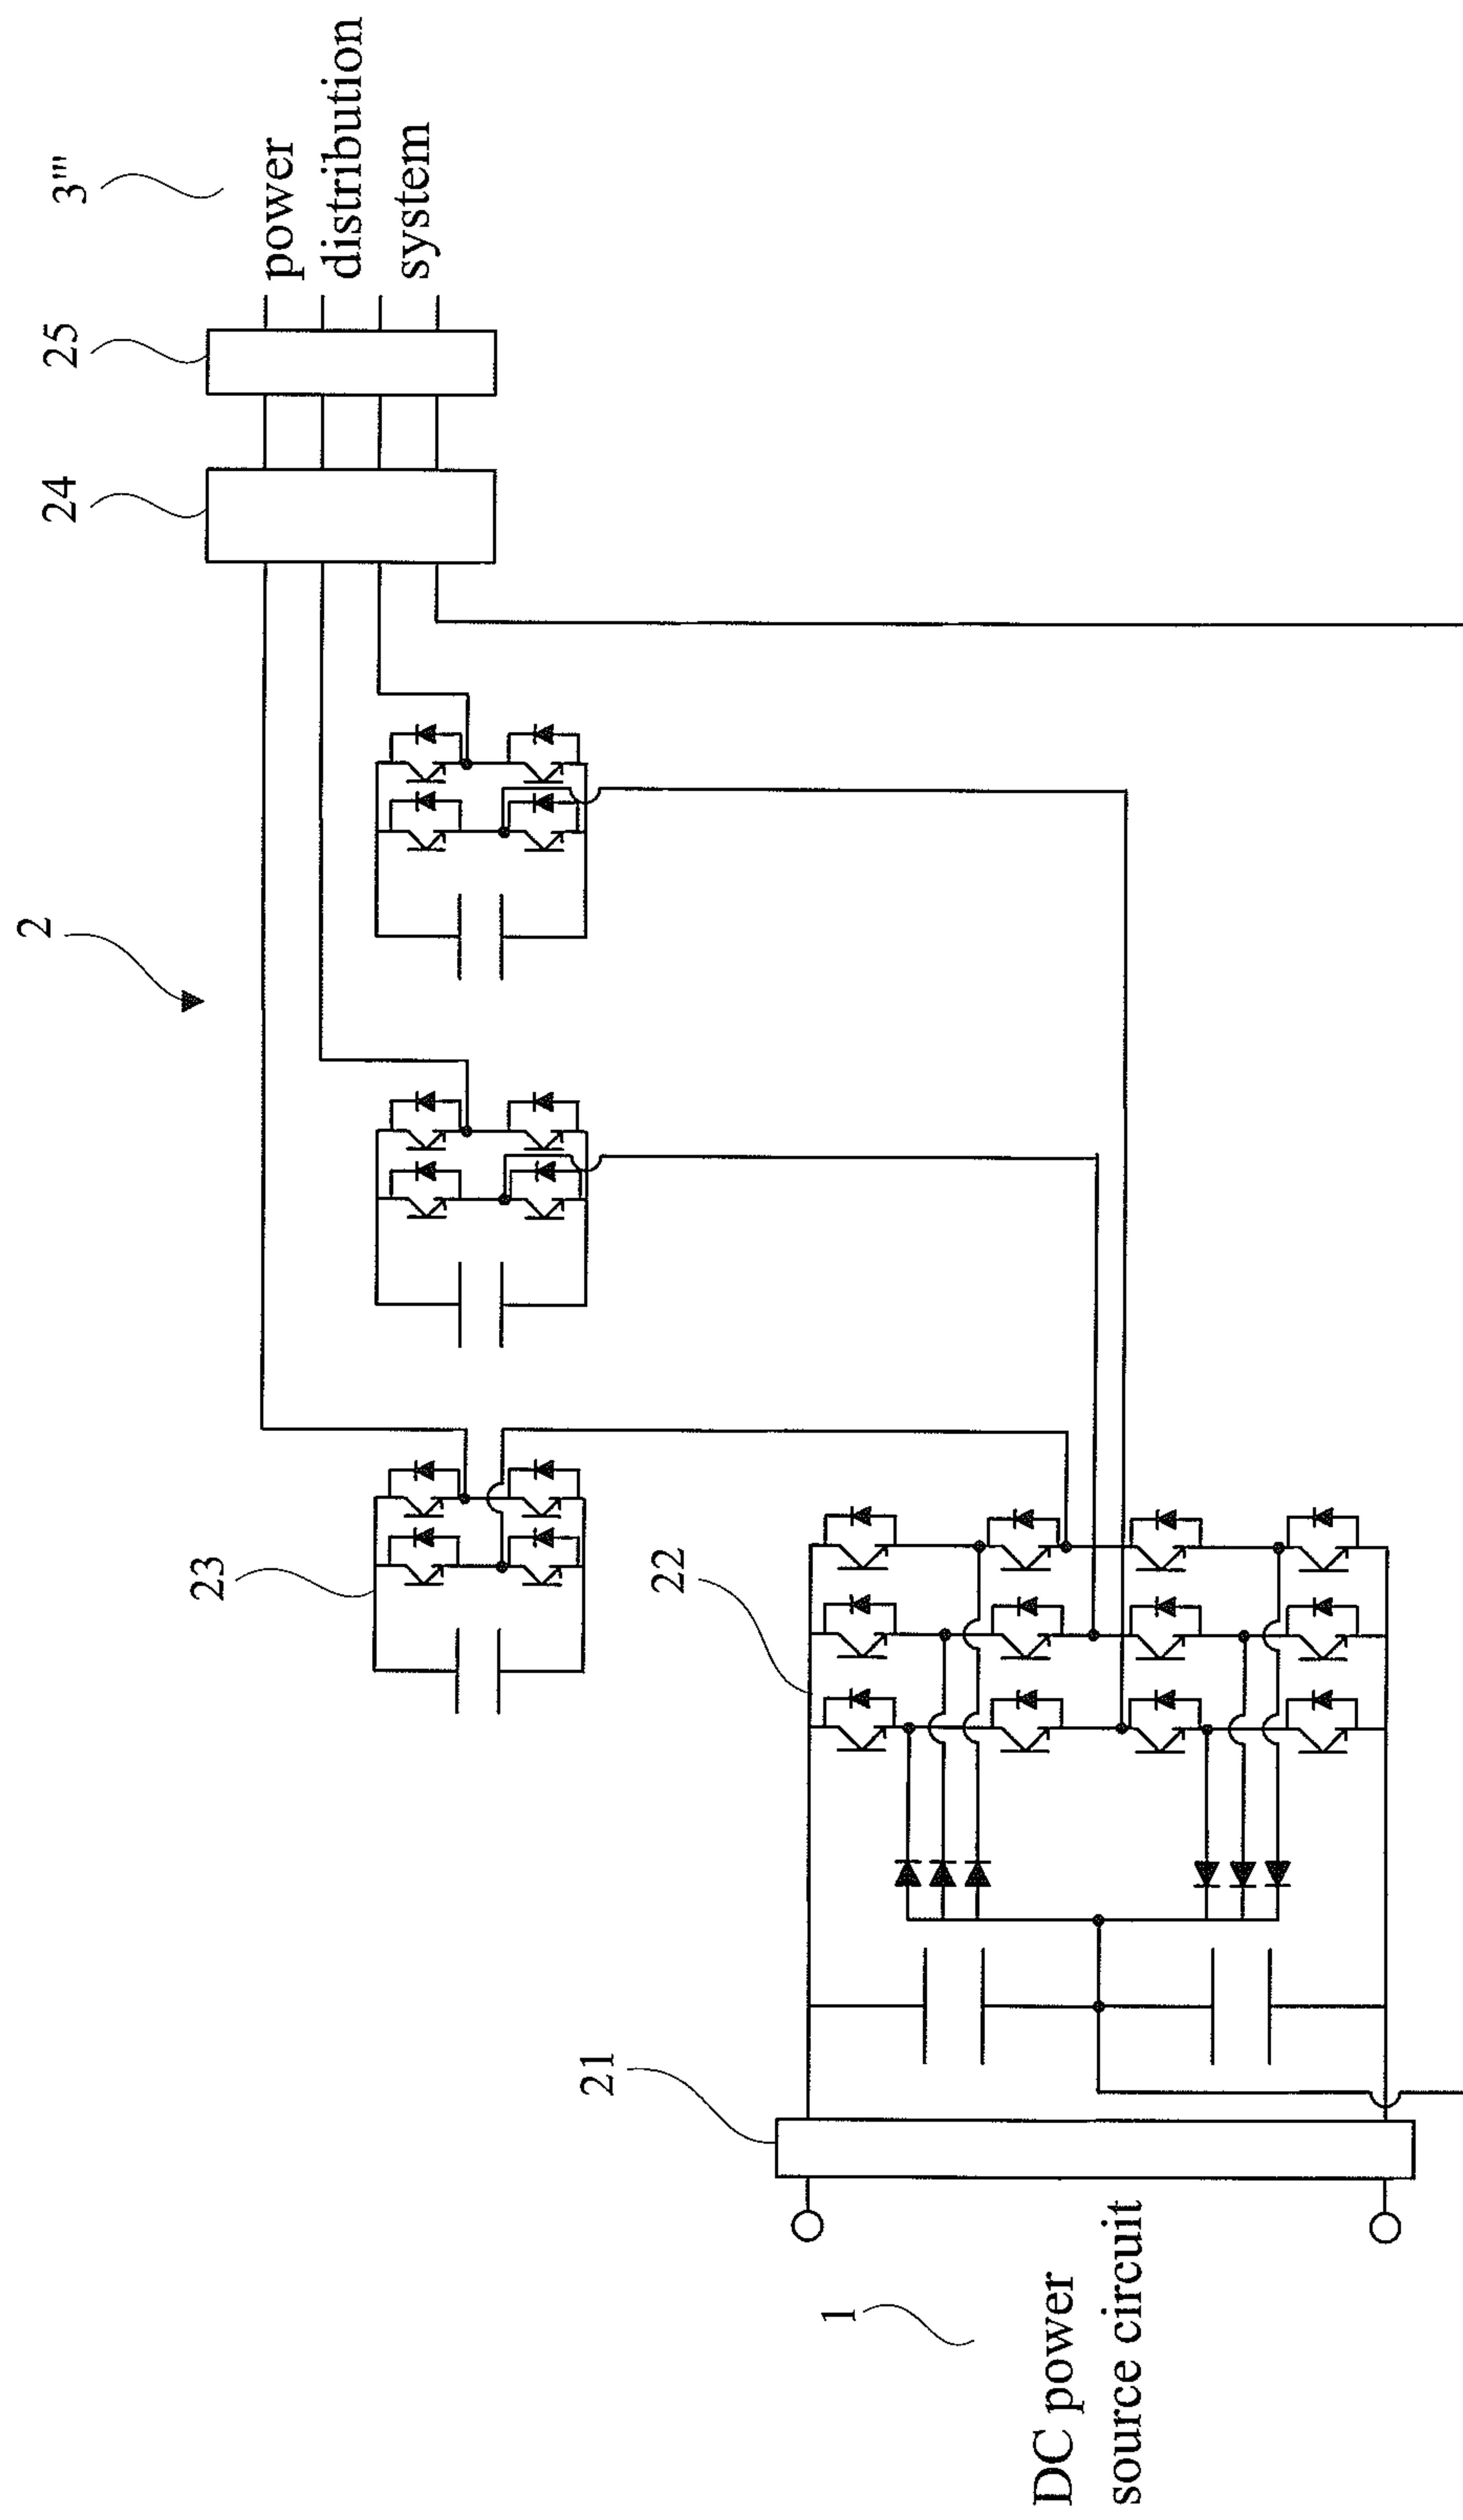 2
3'''
power
distribution
system
25
24
23
22
21
1
DC power
source circuit